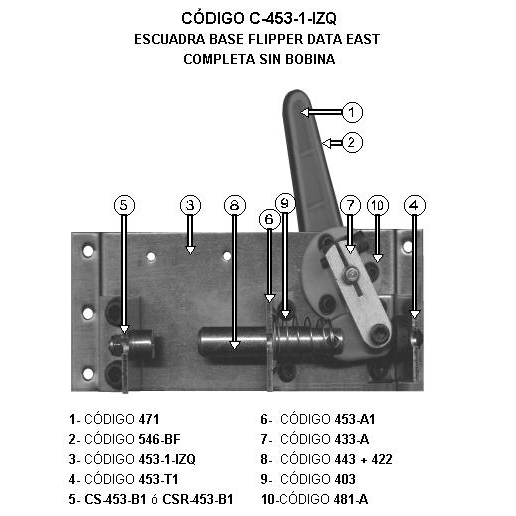 CÓDIGO C-453-1-IZQ
ESCUADRA BASE FLIPPER DATA EAST
COMPLETA SIN BOBINA
1
2
5
3
8
9
6
7
10
4
1- CÓDIGO 471
2- CÓDIGO 546-BF
3- CÓDIGO 453-1-IZQ
4- CÓDIGO 453-T1
5- CS-453-B1 ó CSR-453-B1
6- CÓDIGO 453-A1
7- CÓDIGO 433-A
8- CÓDIGO 443 + 422
9- CÓDIGO 403
10-CÓDIGO 481-A